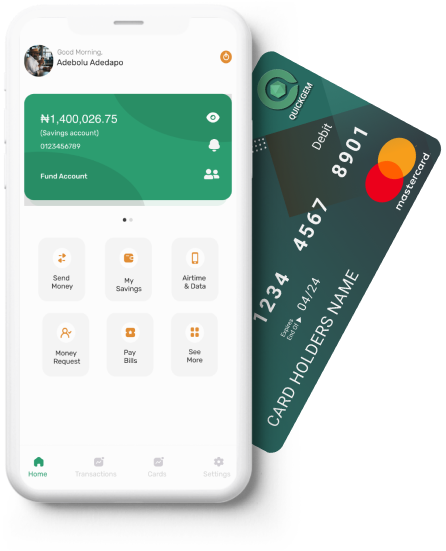 Good Morning,
Adebolu Adedapo
₦1,400,026.75
(Savings account)
0123456789
Fund Account
Send
Money
My
Savings
Airtime
& Data
Money
Request
Pay
Bills
See
More
Home
Transactions
Cards
Settings
QUICKGEM
Debit
1234 4567 8901
mastercard
Expires
End Of
04/24
CARD HOLDERS NAME